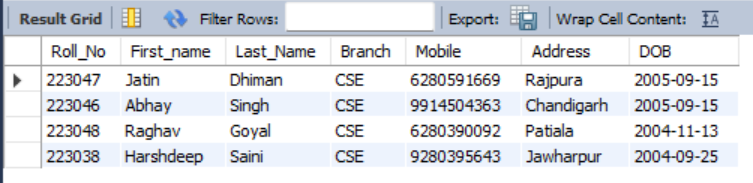 Result Grid Filter Rows: Export: Wrap Cell Content: IA
Roll_No First_name Last_Name Branch Mobile Address DOB
223047 Jatin Dhiman CSE 6280591669 Rajpura 2005-09-15
223046 Abhay Singh CSE 9914504363 Chandigarh 2005-09-15
223048 Raghav Goyal CSE 6280390092 Patiala 2004-11-13
223038 Harshdeep Saini CSE 9280395643 Jawharpur 2004-09-25